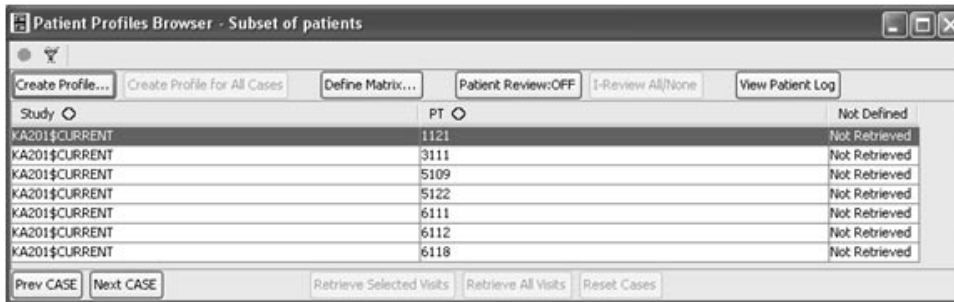 Patient Profiles Browser - Subset of patients
Create Profile... Create Profile for All Cases Define Matrix... Patient Review:OFF I-Review All/None View Patient Log
Study PT Not Defined
KA201$CURRENT 1121 Not Retrieved
KA201$CURRENT 3111 Not Retrieved
KA201$CURRENT 5109 Not Retrieved
KA201$CURRENT 5122 Not Retrieved
KA201$CURRENT 6111 Not Retrieved
KA201$CURRENT 6112 Not Retrieved
KA201$CURRENT 6118 Not Retrieved
Prev CASE Next CASE Retrieve Selected Visits Retrieve All Visits Reset Cases